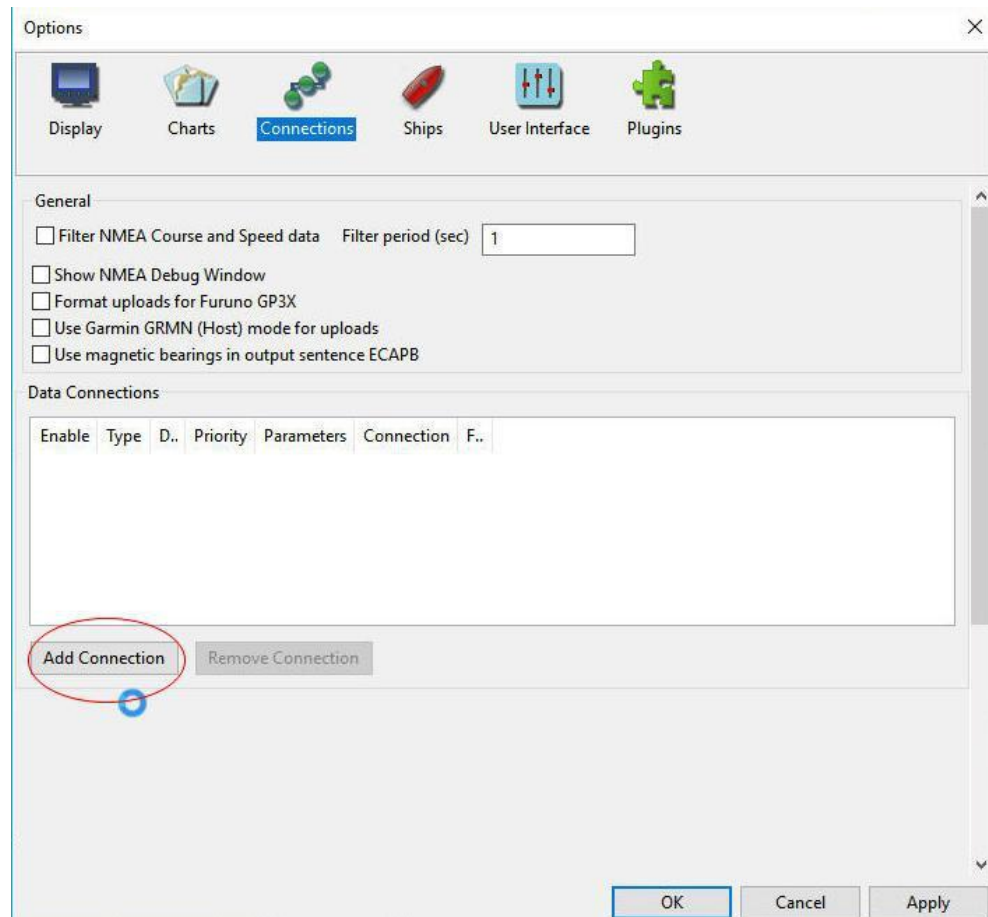 Options
Display Charts Connections Ships User Interface Plugins
General
Filter NMEA Course and Speed data Filter period (sec) 1
Show NMEA Debug Window
Format uploads for Furuno GP3X
Use Garmin GRMN (Host) mode for uploads
Use magnetic bearings in output sentence ECAPB
Data Connections
Enable Type D.. Priority Parameters Connection F..
Add Connection Remove Connection
OK Cancel Apply